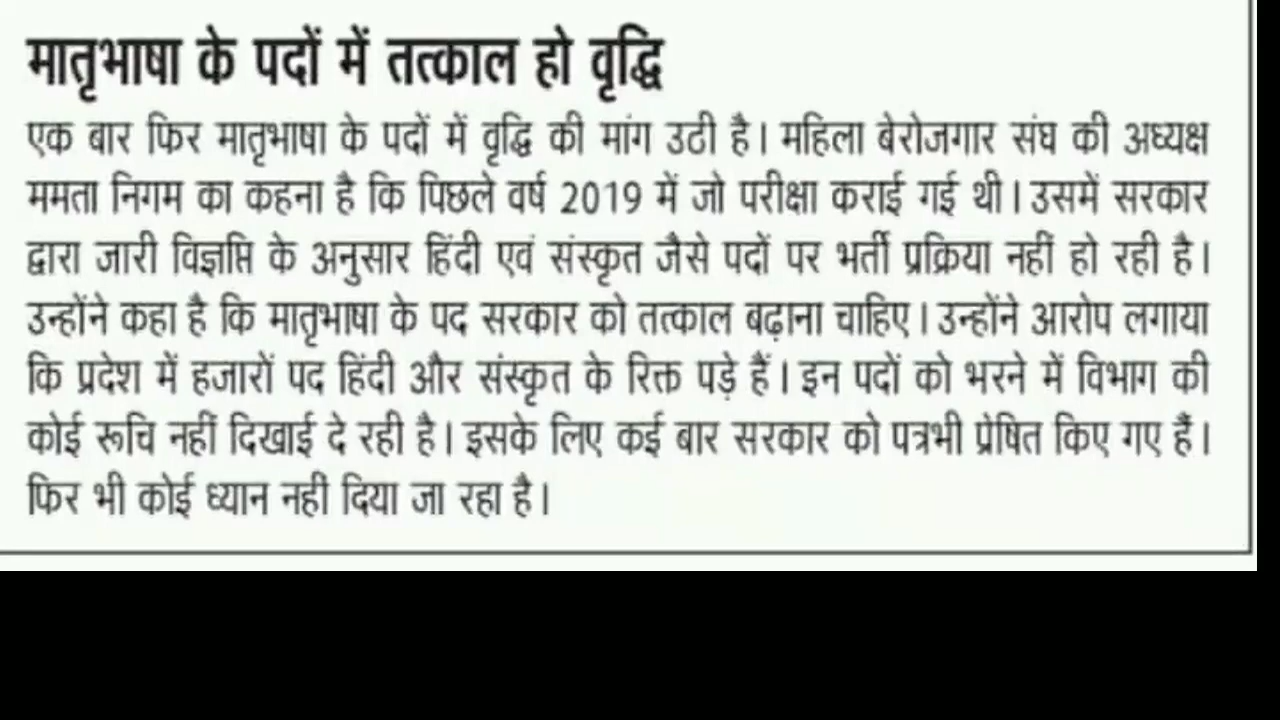 मातृभाषा के पदों में तत्काल हो वृद्धि
एक बार फिर मातृभाषा के पदों में वृद्धि की मांग उठी है। महिला बेरोजगार संघ की अध्यक्ष
ममता निगम का कहना है कि पिछले वर्ष 2019 में जो परीक्षा कराई गई थी। उसमें सरकार
द्वारा जारी विज्ञप्ति के अनुसार हिंदी एवं संस्कृत जैसे पदों पर भर्ती प्रक्रिया नहीं हो रही है।
उन्होंने कहा है कि मातृभाषा के पद सरकार को तत्काल बढ़ाना चाहिए। उन्होंने आरोप लगाया
कि प्रदेश में हजारों पद हिंदी और संस्कृत के रिक्त पड़े हैं। इन पदों को भरने में विभाग की
कोई रूचि नहीं दिखाई दे रही है। इसके लिए कई बार सरकार को पत्रभी प्रेषित किए गए हैं।
फिर भी कोई ध्यान नही दिया जा रहा है।